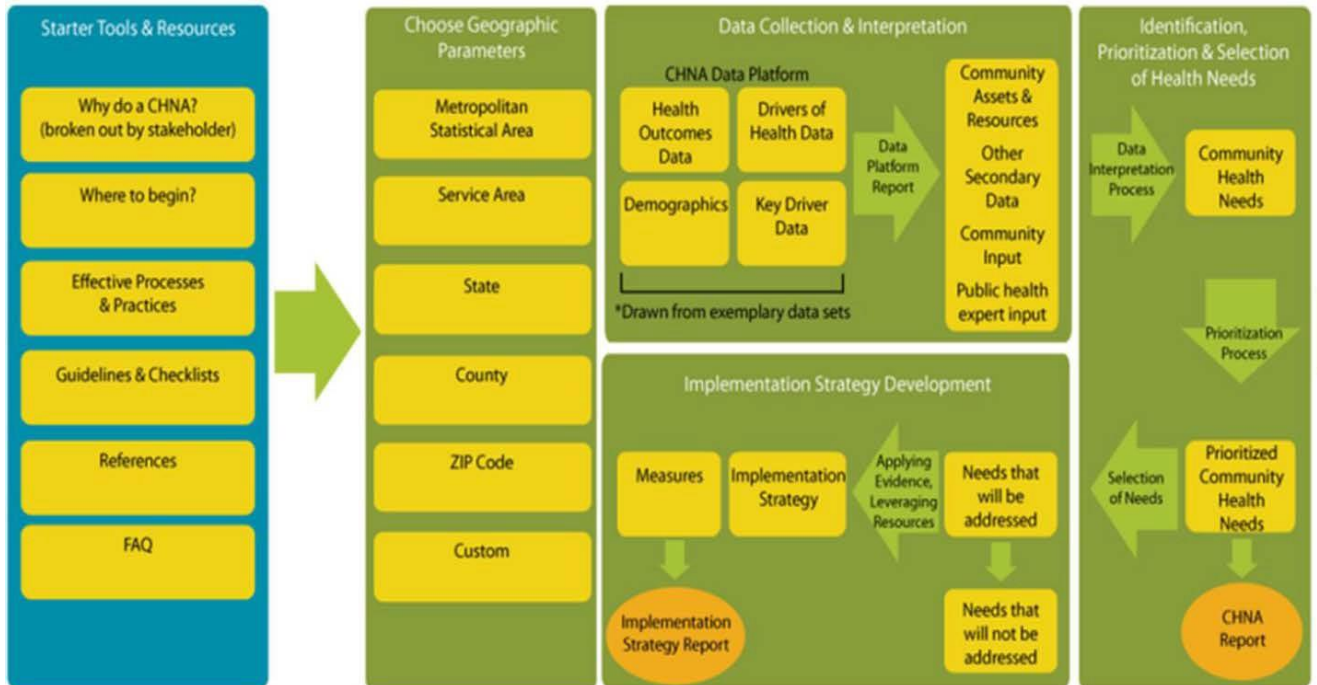 Starter Tools & Resources
Why do a CHNA?
(broken out by stakeholder)
Where to begin?
Effective Processes
& Practices
Guidelines & Checklists
References
FAQ
Choose Geographic
Parameters
Metropolitan
Statistical Area
Service Area
State
County
ZIP Code
Custom
Data Collection & Interpretation
CHNA Data Platform
Health
Outcomes
Data
Drivers of
Health Data
Demographics
Key Driver
Data
*Drawn from exemplary data sets
Data
Platform
Report
Community
Assets &
Resources
Other
Secondary
Data
Community
Input
Public health
expert input
Identification,
Prioritization & Selection
of Health Needs
Data
Interpretation
Process
Community
Health
Needs
Prioritization
Process
Prioritized
Community
Health
Needs
CHNA
Report
Selection
of Needs
Implementation Strategy Development
Needs that
will be
addressed
Needs that
will not be
addressed
Applying
Evidence,
Leveraging
Resources
Implementation
Strategy
Measures
Implementation
Strategy Report